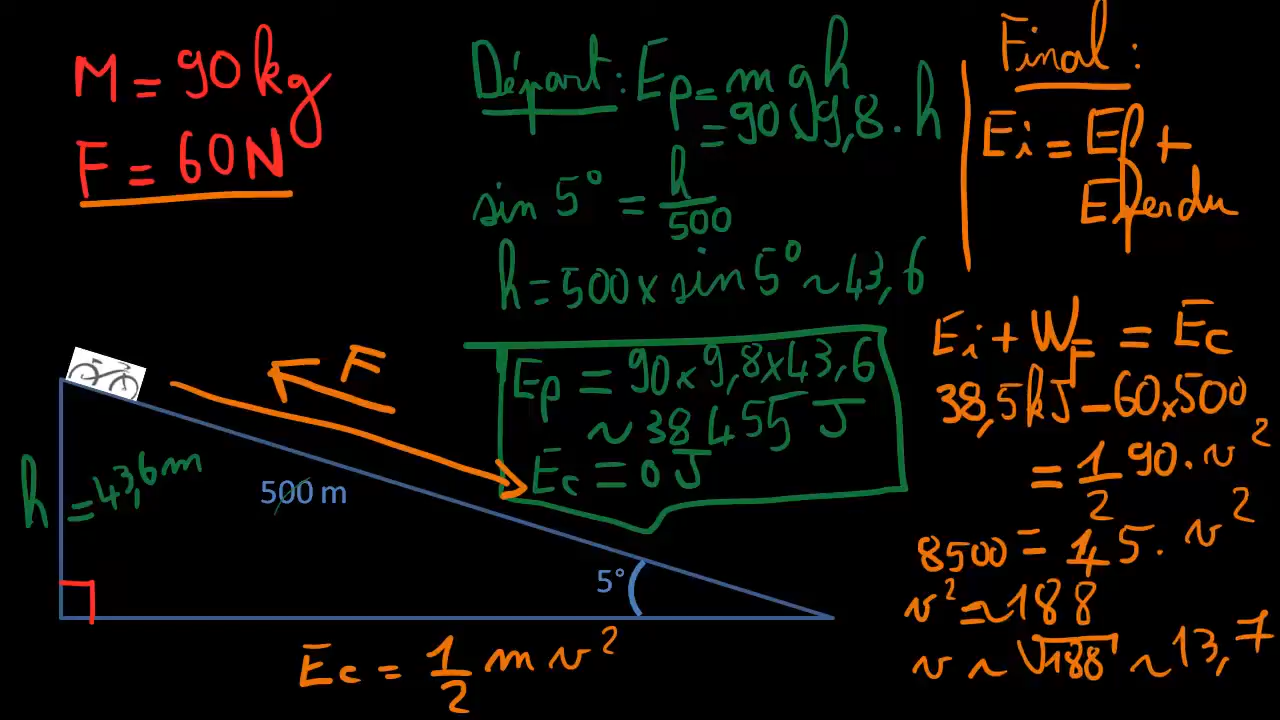 M = 90 kg
F = 60 N
Départ : Ep = m g h
= 90 x 9,8 . h
sin 5° = h/500
h = 500 x sin 5° ~ 43,6
Ep = 90 x 9,8 x 43,6
~ 38 455 J
Ec = 0 J
Final :
Ei = Ep +
E perdu
Ei + W F = Ec
38,5 kJ - 60 x 500
= 1/2 90 . v²
8500 = 45 . v²
v² = ~ 188
v ~ √188 ~ 13,7
F
h = 43,6 m
500 m
5°
Ec = 1/2 m v²